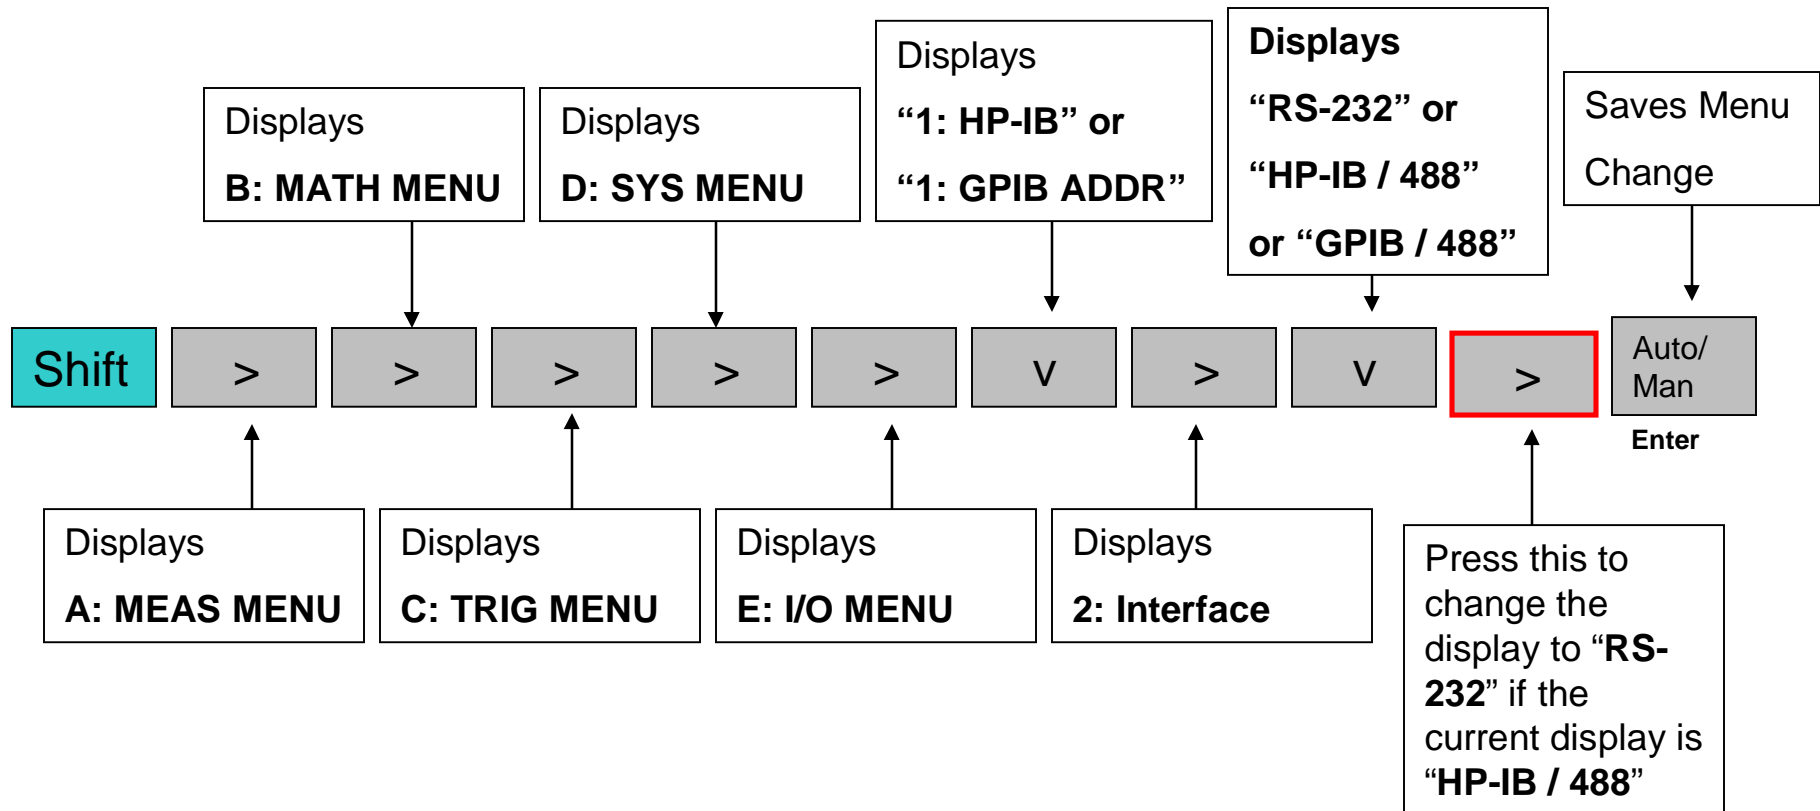 Displays
B: MATH MENU
Displays
D: SYS MENU
Displays
“1: HP-IB” or
“1: GPIB ADDR”
Displays
“RS-232” or
“HP-IB / 488”
or “GPIB / 488”
Saves Menu
Change
Shift > > > > > v > v > Auto/
Man
Enter
Displays
A: MEAS MENU
Displays
C: TRIG MENU
Displays
E: I/O MENU
Displays
2: Interface
Press this to
change the
display to “RS-
232” if the
current display is
“HP-IB / 488”